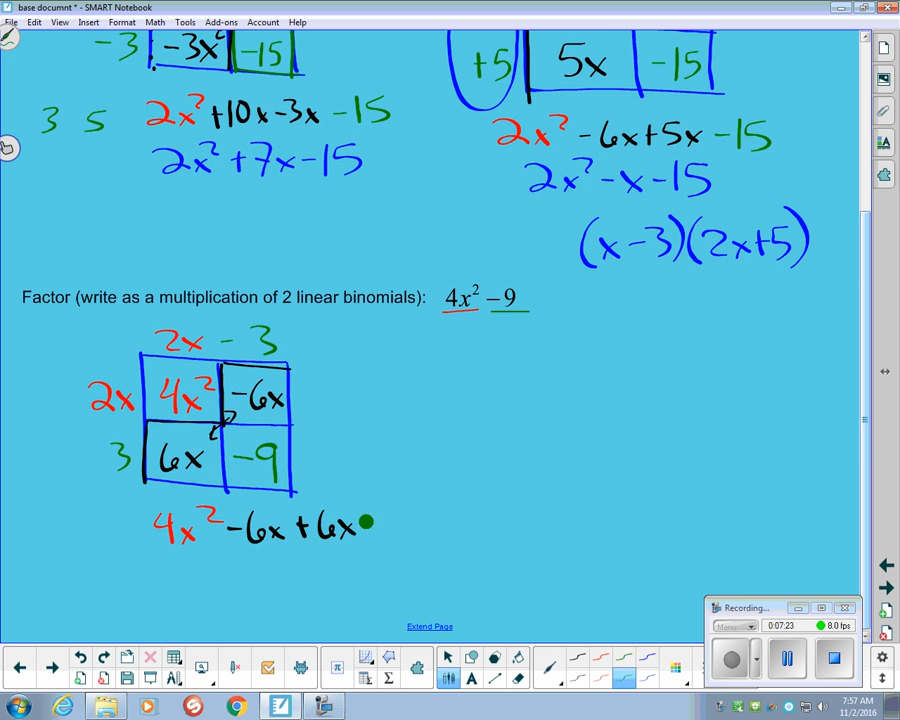 base documnt * - SMART Notebook
File Edit View Insert Format Math Tools Add-ons Account Help
-3 -3x² -15
+5 5x -15
3 5 2x² +10x -3x -15
2x² +7x -15
2x² -6x +5x -15
2x² -x -15
(x-3)(2x+5)
Factor (write as a multiplication of 2 linear binomials): 4x² – 9
2x - 3
2x 4x² -6x
3 6x -9
4x² -6x +6x
Extend Page
Recording...
0:07:23 8.0 fps
7:57 AM
11/2/2016